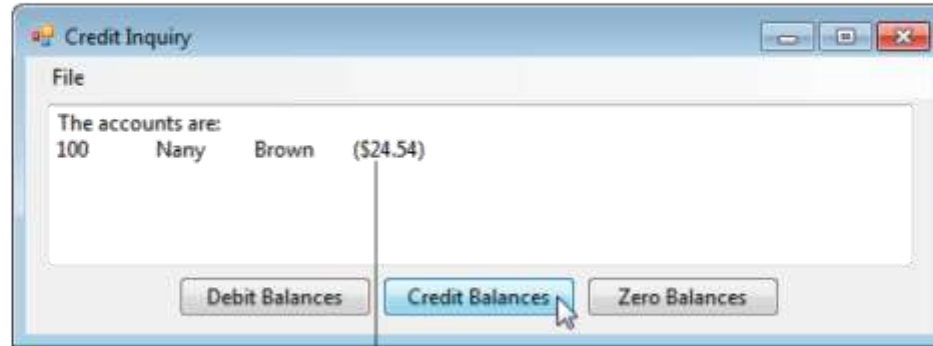 Credit Inquiry
File
The accounts are:
100 Nany Brown ($24.54)
Debit Balances Credit Balances Zero Balances